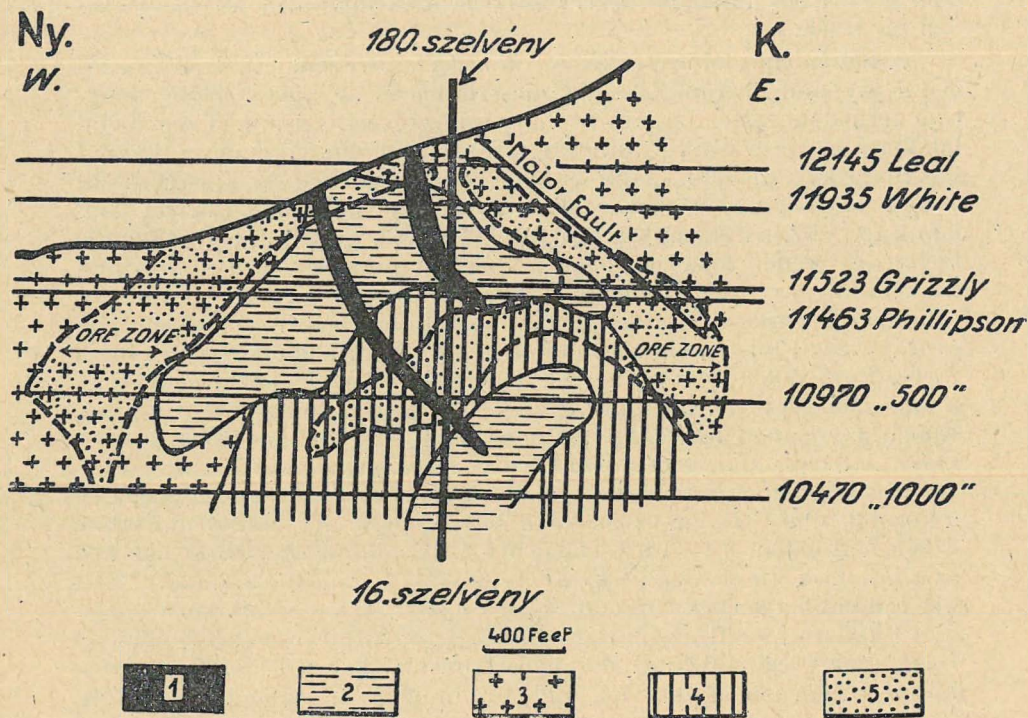 Ny.
W.
180. szelvény
K.
E.
Major fault
12145 Leal
11935 White
11523 Grizzly
11463 Phillipson
ORE ZONE
ORE ZONE
10970 „500"
10470 „1000"
16. szelvény
400 Feet
1
2
3
4
5